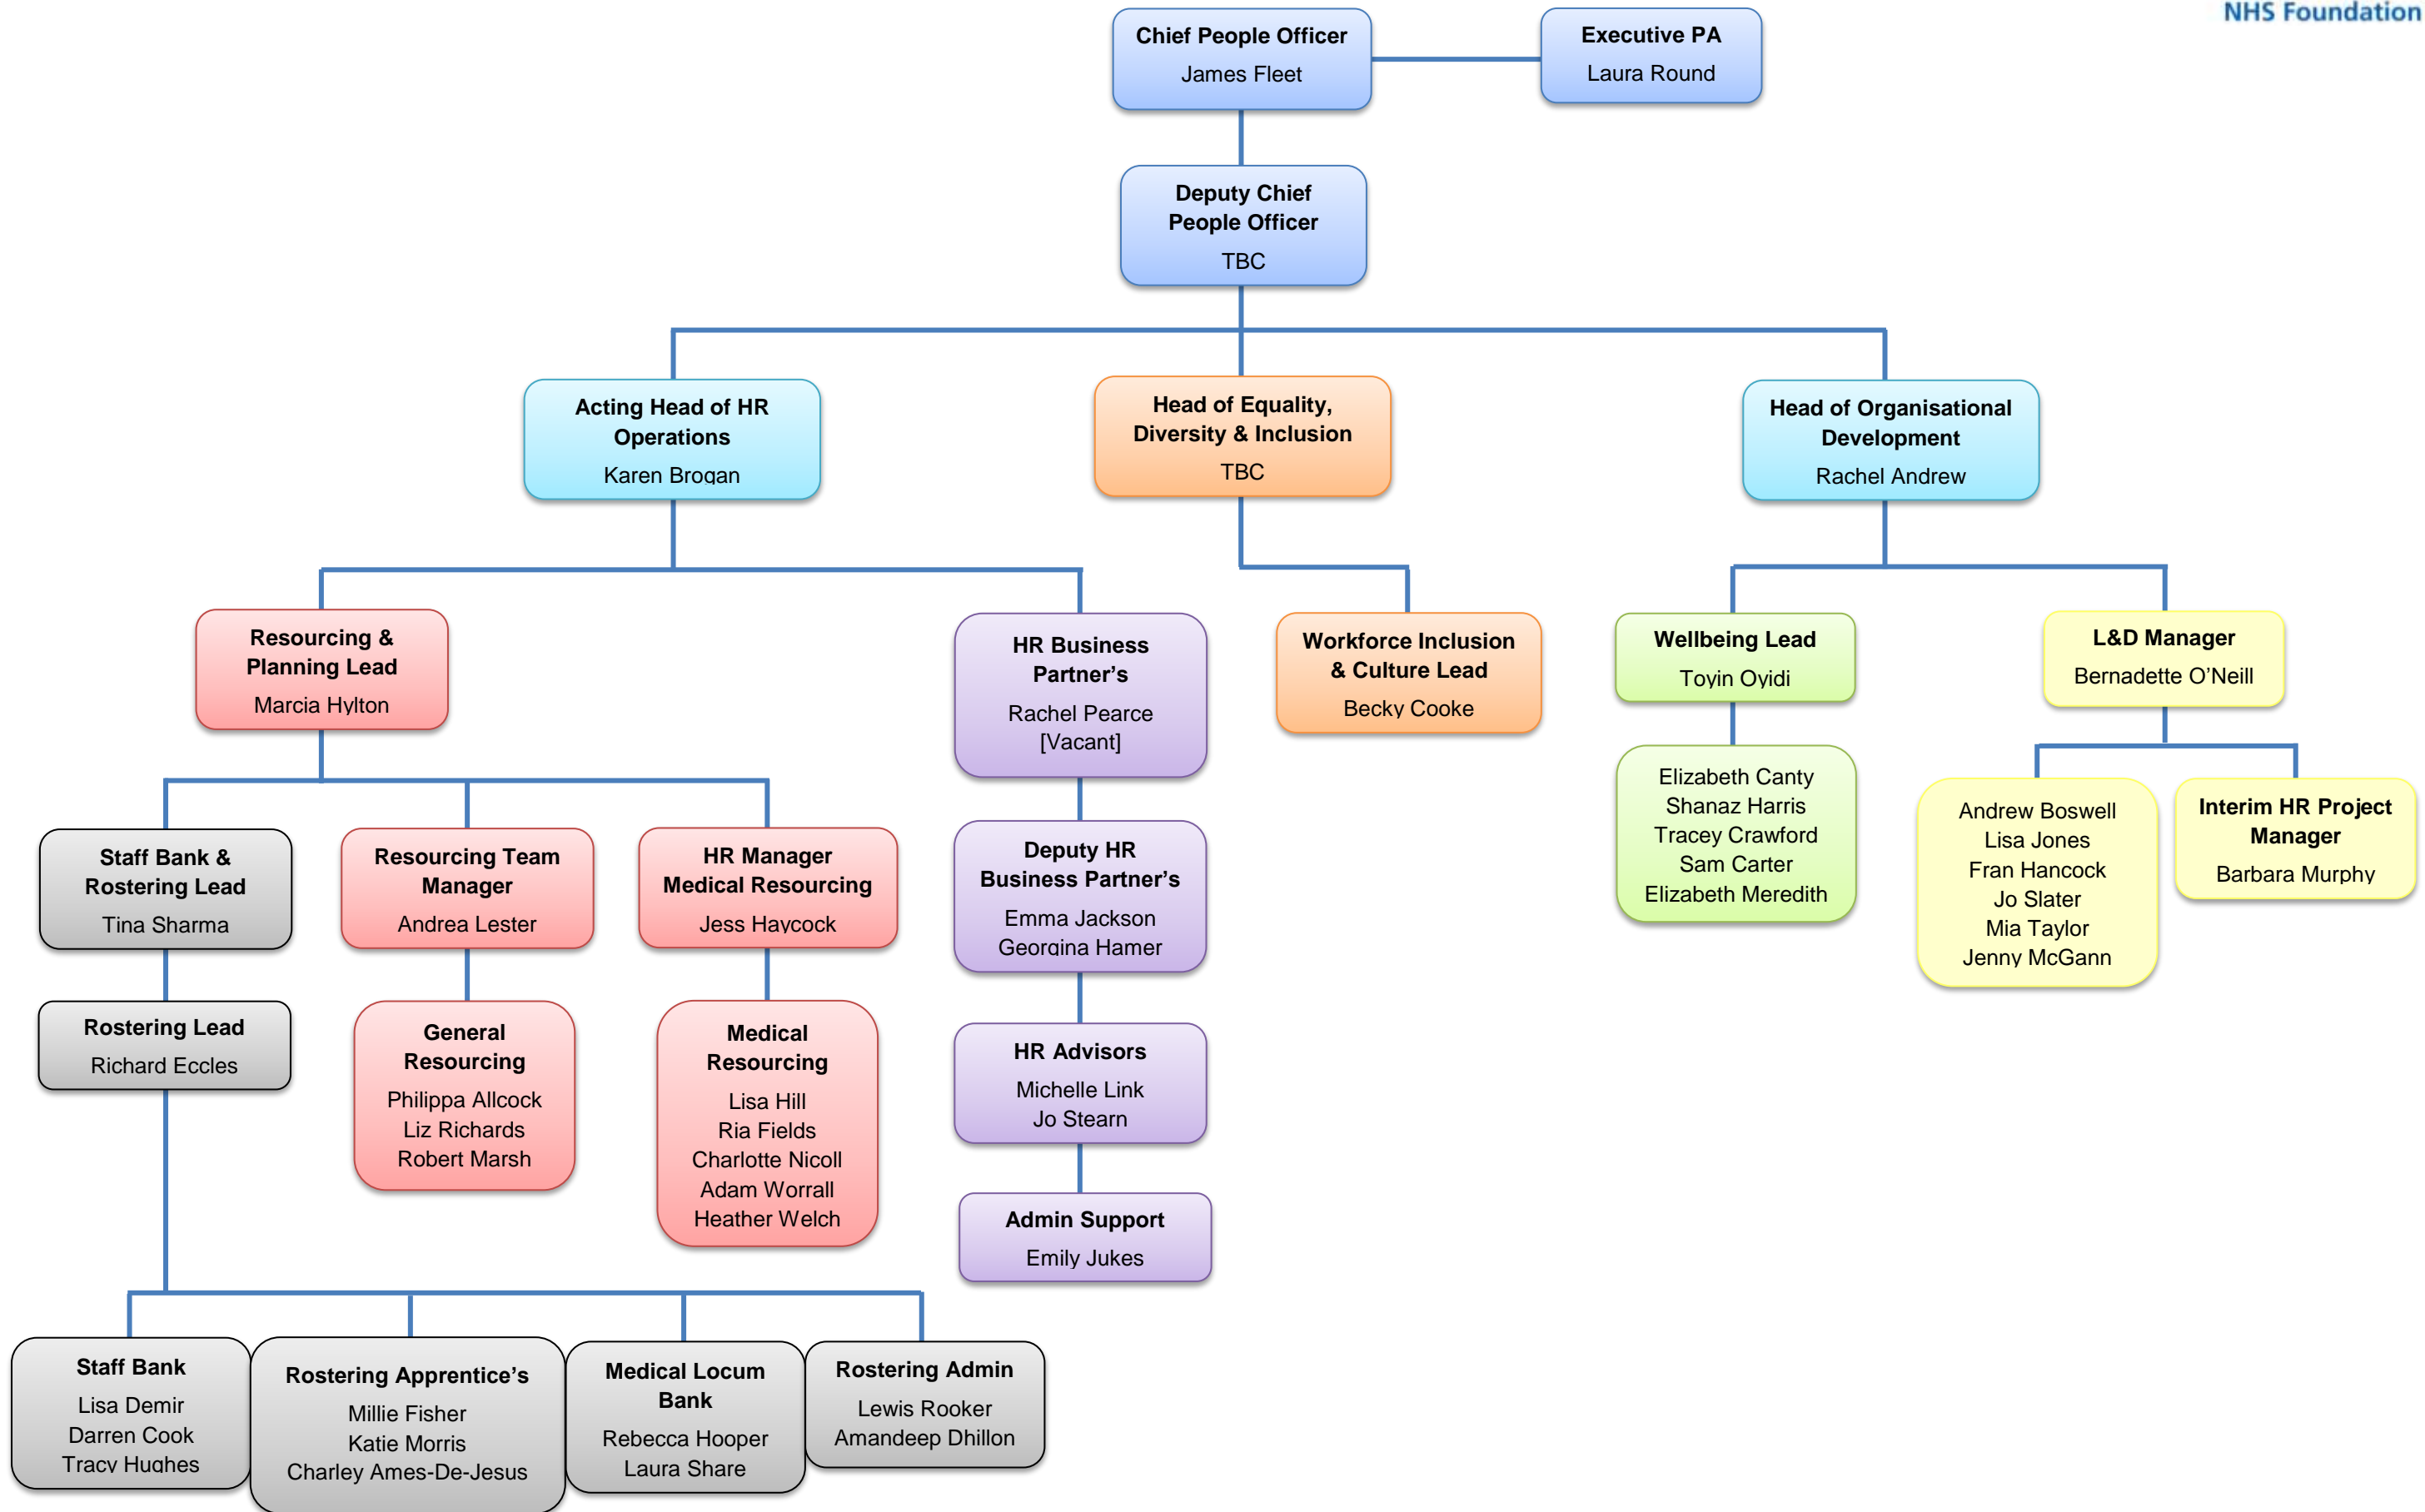 NHS Foundation
Chief People Officer
James Fleet
Executive PA
Laura Round
Deputy Chief
People Officer
TBC
Acting Head of HR
Operations
Karen Brogan
Head of Equality,
Diversity & Inclusion
TBC
Head of Organisational
Development
Rachel Andrew
Resourcing &
Planning Lead
Marcia Hylton
HR Business
Partner's
Rachel Pearce
[Vacant]
Workforce Inclusion
& Culture Lead
Becky Cooke
Wellbeing Lead
Toyin Oyidi
L&D Manager
Bernadette O'Neill
Staff Bank &
Rostering Lead
Tina Sharma
Resourcing Team
Manager
Andrea Lester
HR Manager
Medical Resourcing
Jess Haycock
Deputy HR
Business Partner's
Emma Jackson
Georgina Hamer
Elizabeth Canty
Shanaz Harris
Tracey Crawford
Sam Carter
Elizabeth Meredith
Andrew Boswell
Lisa Jones
Fran Hancock
Jo Slater
Mia Taylor
Jenny McGann
Interim HR Project
Manager
Barbara Murphy
Rostering Lead
Richard Eccles
General
Resourcing
Philippa Allcock
Liz Richards
Robert Marsh
Medical
Resourcing
Lisa Hill
Ria Fields
Charlotte Nicoll
Adam Worrall
Heather Welch
HR Advisors
Michelle Link
Jo Stearn
Admin Support
Emily Jukes
Staff Bank
Lisa Demir
Darren Cook
Tracy Hughes
Rostering Apprentice's
Millie Fisher
Katie Morris
Charley Ames-De-Jesus
Medical Locum
Bank
Rebecca Hooper
Laura Share
Rostering Admin
Lewis Rooker
Amandeep Dhillon